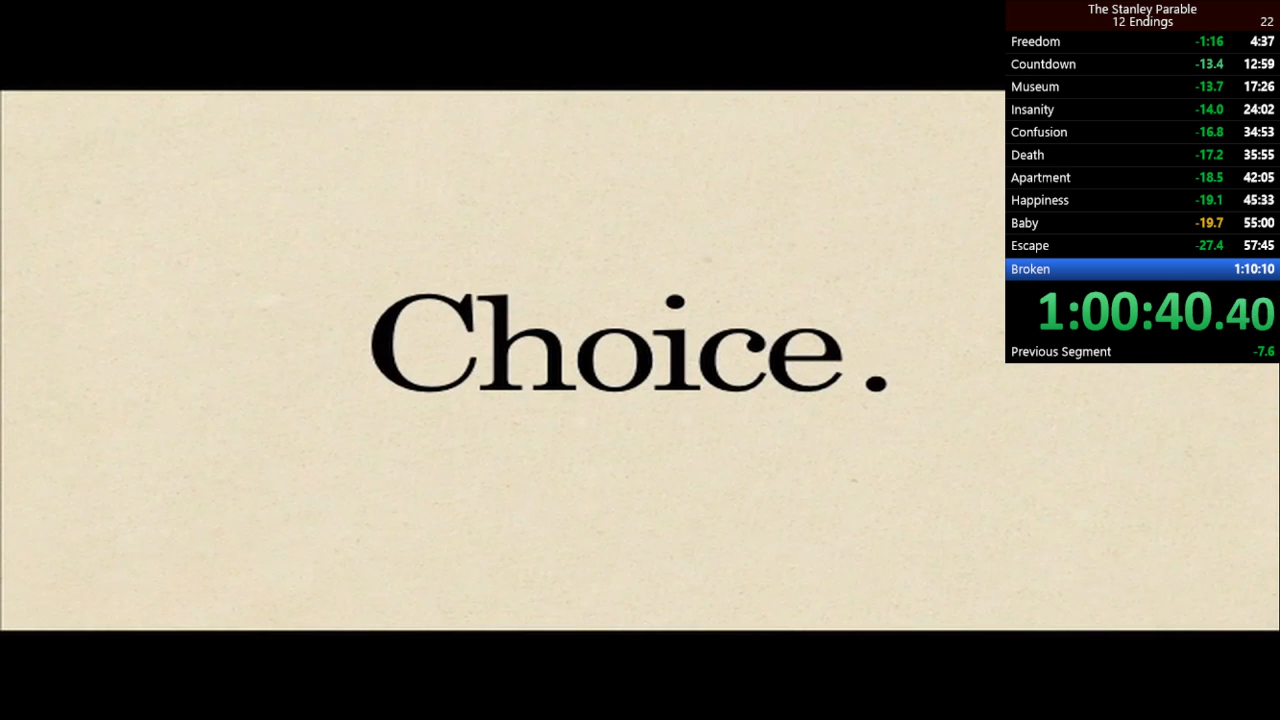 The Stanley Parable
12 Endings 22
Freedom -1:16 4:37
Countdown -13.4 12:59
Museum -13.7 17:26
Insanity -14.0 24:02
Confusion -16.8 34:53
Death -17.2 35:55
Apartment -18.5 42:05
Happiness -19.1 45:33
Baby -19.7 55:00
Escape -27.4 57:45
Broken 1:10:10
1:00:40.40
Previous Segment -7.6
Choice.